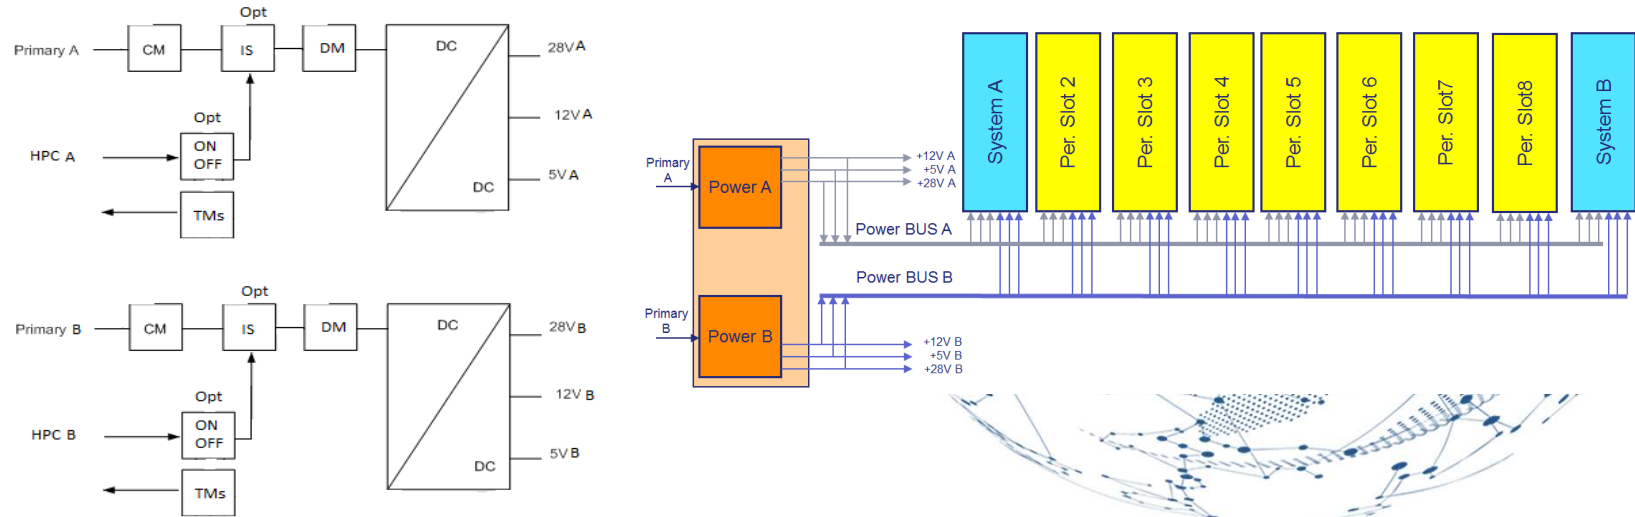 Opt
Primary A
CM
IS
DM
DC
28V A
12V A
Opt
HPC A
ON
OFF
5V A
DC
TMs
Opt
Primary B
CM
IS
DM
DC
28V B
12V B
Opt
HPC B
ON
OFF
5V B
DC
TMs
System A
Per. Slot 2
Per. Slot 3
Per. Slot 4
Per. Slot 5
Per. Slot 6
Per. Slot7
Per. Slot8
System B
Primary
A
Power A
+12V A
+5V A
+28V A
Power BUS A
Power BUS B
Primary
B
Power B
+12V B
+5V B
+28V B